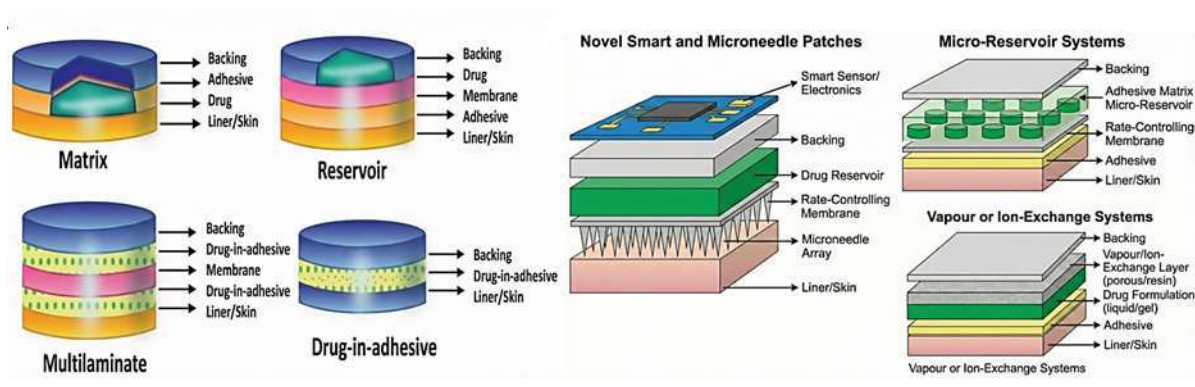 Backing
Adhesive
Drug
Liner/Skin
Matrix
Backing
Drug
Membrane
Adhesive
Liner/Skin
Reservoir
Backing
Drug-in-adhesive
Membrane
Drug-in-adhesive
Liner/Skin
Multilaminate
Backing
Drug-in-adhesive
Liner/Skin
Drug-in-adhesive
Novel Smart and Microneedle Patches
Smart Sensor/
Electronics
Backing
Drug Reservoir
Rate-Controlling
Membrane
Microneedle
Array
Liner/Skin
Micro-Reservoir Systems
Backing
Adhesive Matrix
Micro-Reservoir
Rate-Controlling
Membrane
Adhesive
Liner/Skin
Vapour or Ion-Exchange Systems
Backing
Vapour/Ion-
Exchange Layer
(porous/resin)
Drug Formulation
(liquid/gel)
Adhesive
Liner/Skin
Vapour or Ion-Exchange Systems